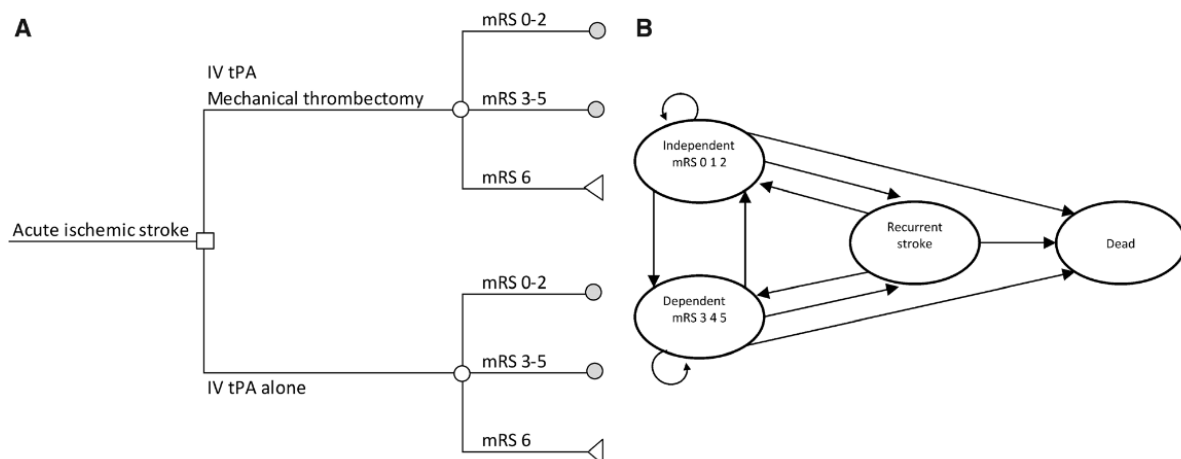 A
mRS 0-2
IV tPA
Mechanical thrombectomy
mRS 3-5
mRS 6
Acute ischemic stroke
mRS 0-2
mRS 3-5
IV tPA alone
mRS 6
B
Independent
mRS 0 1 2
Recurrent
stroke
Dead
Dependent
mRS 3 4 5